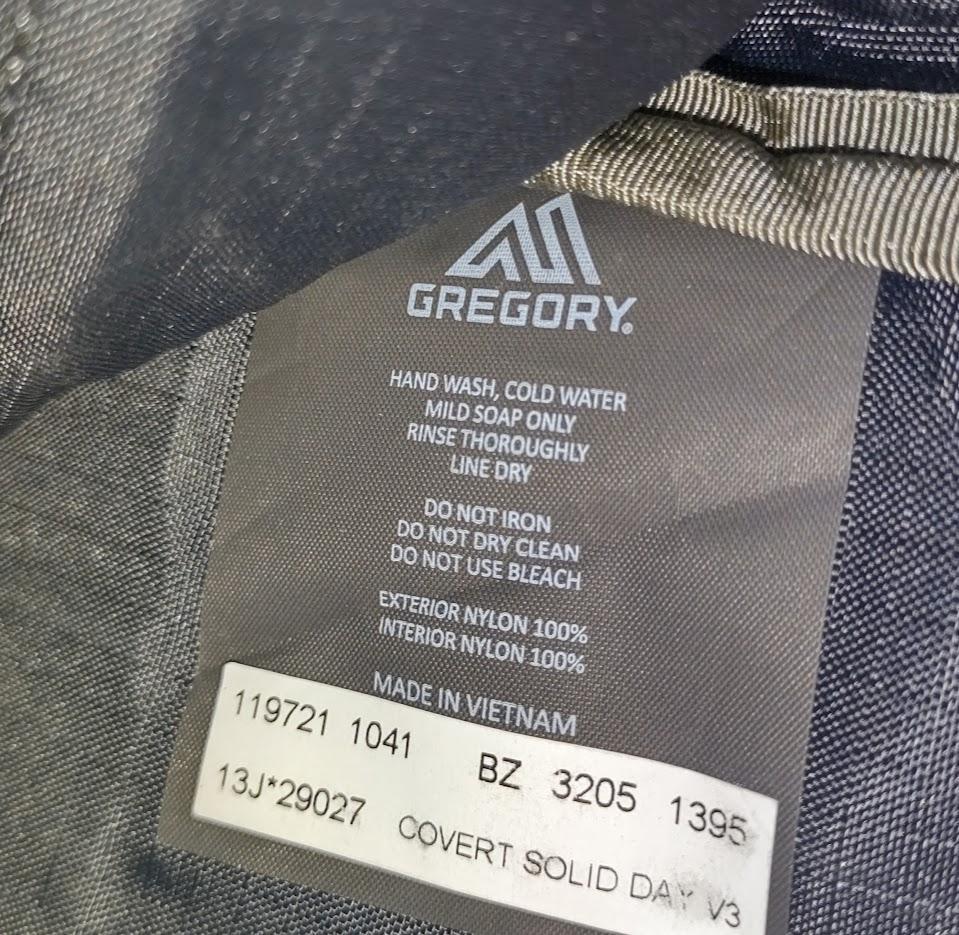 GREGORY.
HAND WASH, COLD WATER
MILD SOAP ONLY
RINSE THOROUGHLY
LINE DRY
DO NOT IRON
DO NOT DRY CLEAN
DO NOT USE BLEACH
EXTERIOR NYLON 100%
INTERIOR NYLON 100%
MADE IN VIETNAM
119721 1041 BZ 3205 1395
13J*29027 COVERT SOLID DAY V3